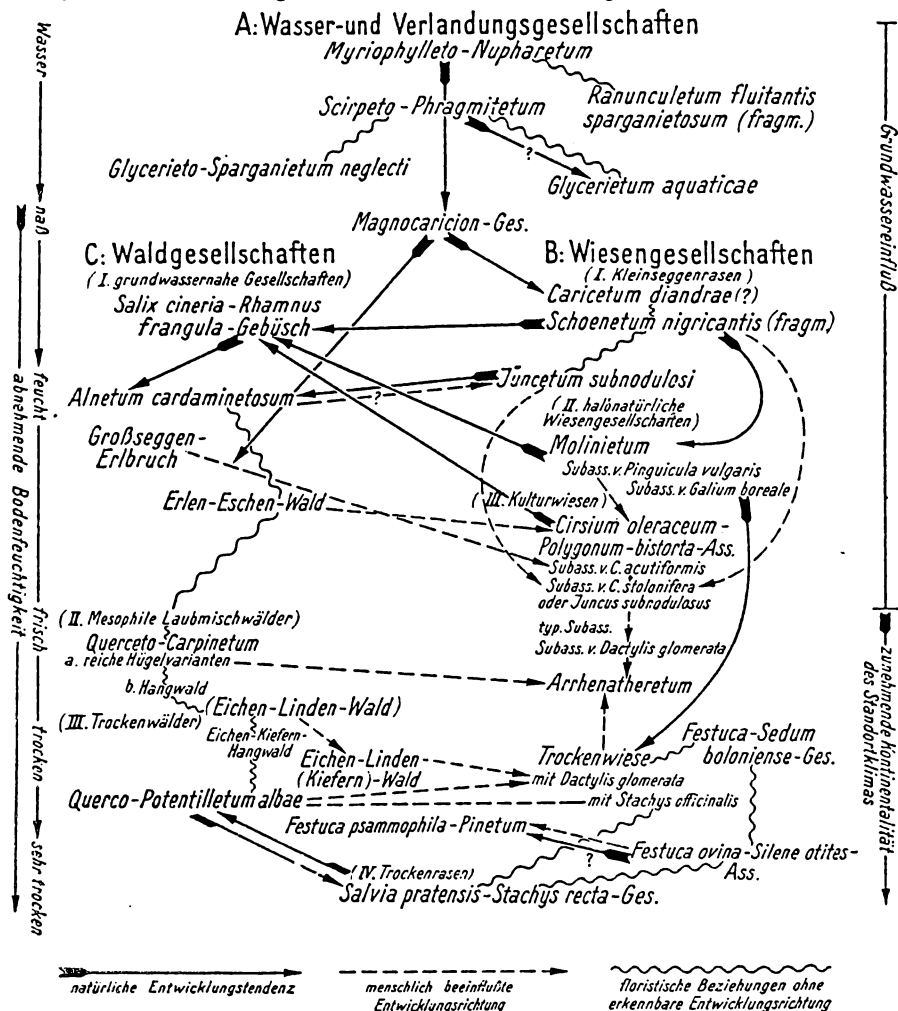 A: Wasser-und Verlandungsgesellschaften
Myriophylleto-Nupharetum
Ranunculetum fluitantis
sparganietosum (fragm.)
Scirpeto-Phragmitetum
?
Glycerieto-Sparganietum neglecti
Glycerietum aquaticae
Magnocaricion-Ges.
C: Waldgesellschaften
(I. grundwassernahe Gesellschaften)
Salix cineria-Rhamnus
frangula-Gebüsch
B: Wiesengesellschaften
(I. Kleinseggenrasen)
Caricetum diandrae (?)
Schoenetum nigricantis (fragm)
Alnetum cardaminetosum
?
Juncetum subnodulosi
(II. halbnatürliche
Wiesengesellschaften)
Großseggen-
Erlbruch
Molinietum
Subass. v. Pinguicula vulgaris
Subass. v. Galium boreale
Erlen-Eschen-Wald
(III. Kulturwiesen)
Cirsium oleraceum-
Polygonum-bistorta-Ass.
Subass. v. C. acutiformis
Subass. v. C. stolonifera
oder Juncus subnodulosus
typ. Subass.
Subass. v. Dactylis glomerata
(II. Mesophile Laubmischwälder)
Querceto-Carpinetum
a. reiche Hügelvarianten
b. Hangwald
Arrhenatheretum
(Eichen-Linden-Wald)
(III. Trockenwälder)
Eichen-Kiefern-
Hangwald
Eichen-Linden
(Kiefern)-Wald
Trockenwiese
mit Dactylis glomerata
mit Stachys officinalis
Festuca-Sedum
boloniense-Ges.
Querco-Potentilletum albae
Festuca psammophila-Pinetum
?
Festuca ovina-Silene otites-
Ass.
(IV. Trockenrasen)
Salvia pratensis-Stachys recta-Ges.
Wasser
naß
feucht
frisch
trocken
sehr trocken
abnehmende Bodenfeuchtigkeit
Grundwassereinfluß
zunehmende Kontinentalität
des Standortklimas
natürliche Entwicklungstendenz
menschlich beeinflußte
Entwicklungsrichtung
floristische Beziehungen ohne
erkennbare Entwicklungsrichtung